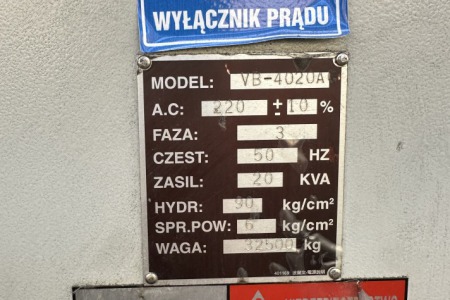 WYŁĄCZNIK PRĄDU
MODEL: VB-4020A
A.C: 220 ±10 %
FAZA: 3
CZEST: 50 HZ
ZASIL: 20 KVA
HYDR: 90 kg/cm²
SPR.POW: 6 kg/cm²
WAGA: 32500 kg